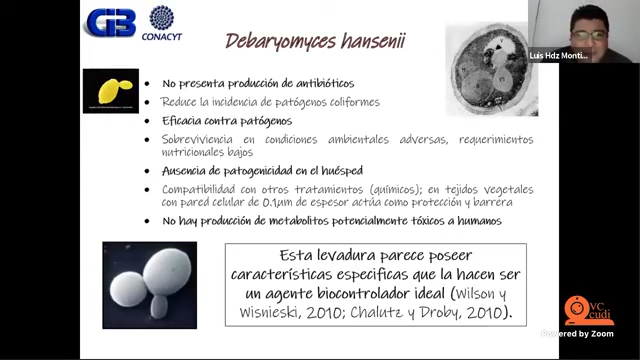 CIB
CONACYT
Debaryomyces hansenii
Luis Hdz Monti...
• No presenta producción de antibióticos
• Reduce la incidencia de patógenos coliformes
• Eficacia contra patógenos
• Sobreviviencia en condiciones ambientales adversas, requerimientos
nutricionales bajos
• Ausencia de patogenicidad en el huésped
• Compatibilidad con otros tratamientos (químicos); en tejidos vegetales
con pared celular de 0.1µm de espesor actúa como protección y barrera
• No hay producción de metabolitos potencialmente tóxicos a humanos
Esta levadura parece poseer
características especificas que la hacen ser
un agente biocontrolador ideal (Wilson y
Wisnieski, 2010; Chalutz y Droby, 2010).
VC
cudi
Powered by Zoom